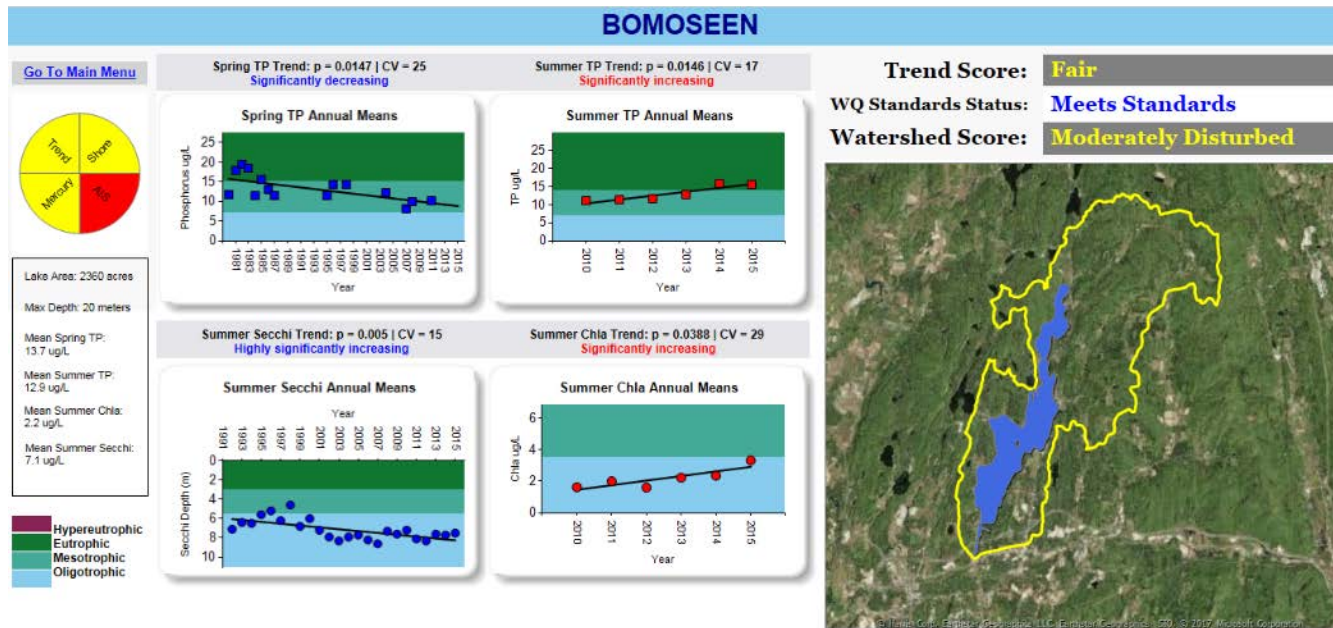 BOMOSEEN
Go To Main Menu
Trend
Shore
Mercury
AIS
Lake Area: 2360 acres
Max Depth: 20 meters
Mean Spring TP:
13.7 ug/L
Mean Summer TP:
12.9 ug/L
Mean Summer Chla:
2.2 ug/L
Mean Summer Secchi:
7.1 ug/L
Hypereutrophic
Eutrophic
Mesotrophic
Oligotrophic
Spring TP Trend: p = 0.0147 | CV = 25
Significantly decreasing
Spring TP Annual Means
Phosphorus ug/L
25
20
15
10
5
0
1981
1983
1985
1987
1989
1991
1993
1995
1997
1999
2001
2003
2005
2007
2009
2011
2013
2015
Year
Summer TP Trend: p = 0.0146 | CV = 17
Significantly increasing
Summer TP Annual Means
TP ug/L
25
20
15
10
5
0
2010
2011
2012
2013
2014
2015
Year
Summer Secchi Trend: p = 0.005 | CV = 15
Highly significantly increasing
Summer Secchi Annual Means
Year
1991
1993
1995
1997
1999
2001
2003
2005
2007
2009
2011
2013
2015
Secchi Depth (m)
0
2
4
6
8
10
Summer Chla Trend: p = 0.0388 | CV = 29
Significantly increasing
Summer Chla Annual Means
Chla ug/L
6
4
2
0
2010
2011
2012
2013
2014
2015
Year
Trend Score: Fair
WQ Standards Status: Meets Standards
Watershed Score: Moderately Disturbed
Earthstar Geographics SIO, © 2017 Microsoft Corporation